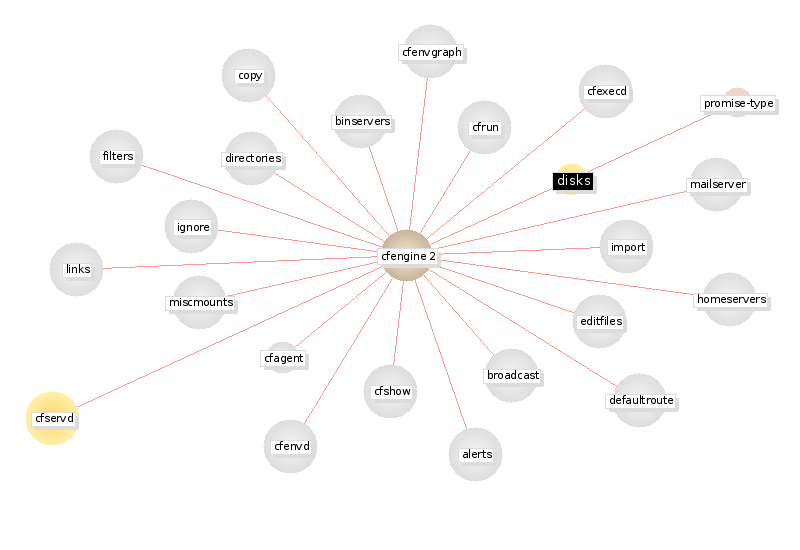 cfenvgraph
copy
cfexecd
promise-type
binservers
cfrun
filters
directories
disks
mailserver
ignore
import
cfengine 2
links
miscmounts
homeservers
editfiles
cfagent
broadcast
cfshow
defaultroute
cfservd
cfenvd
alerts